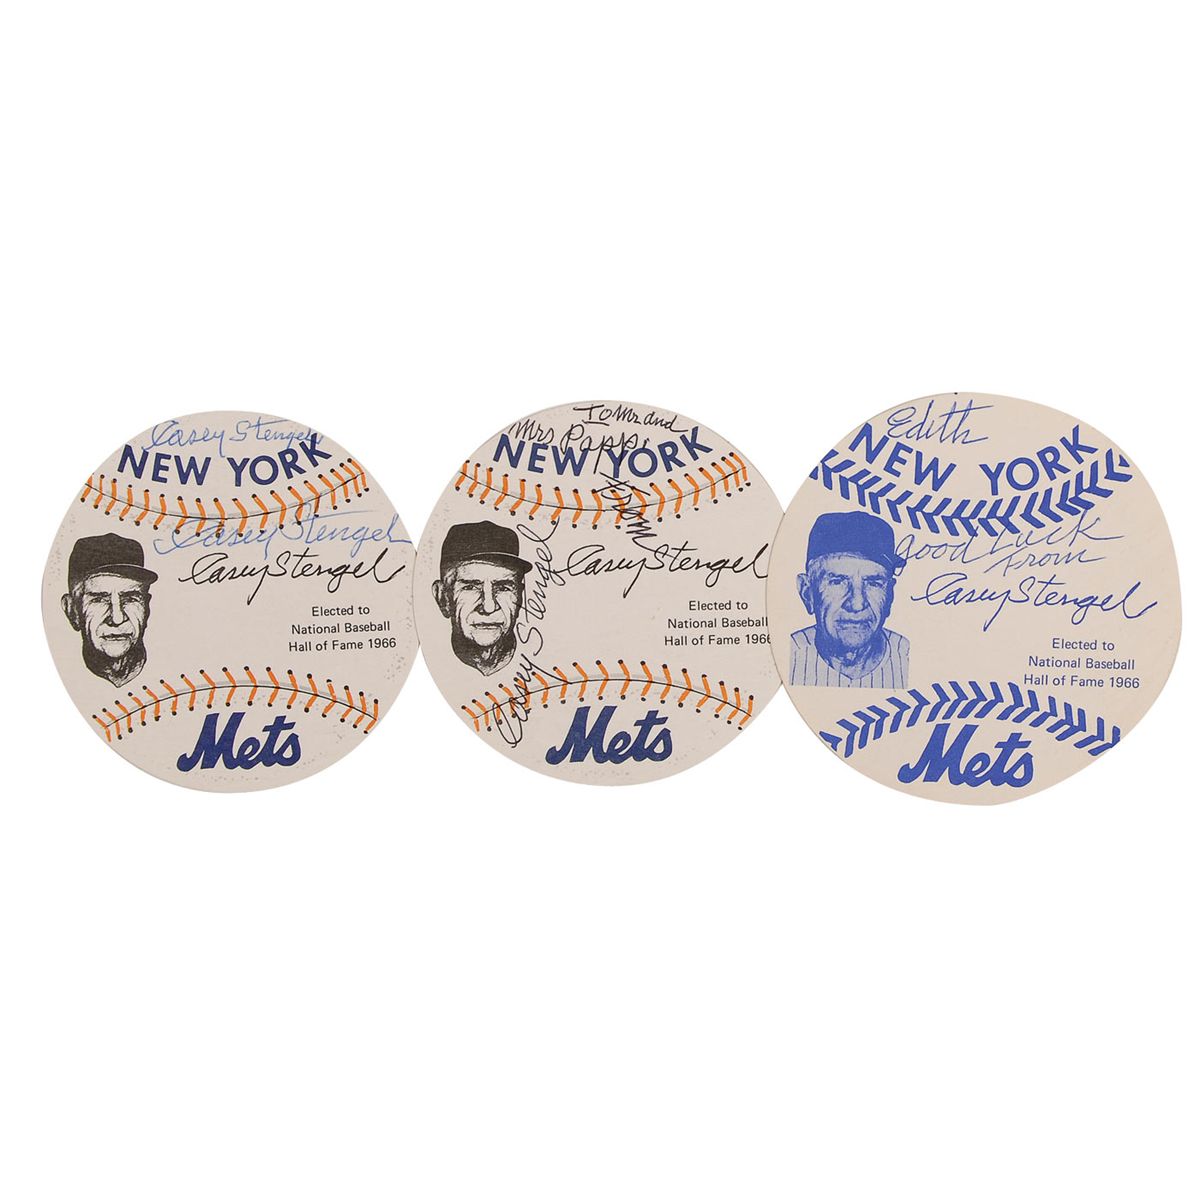 Casey Stengel
NEW YORK
Casey Stengel
Casey Stengel
Elected to
National Baseball
Hall of Fame 1966
Mets
To Mr and
Mrs
NEW YORK
Casey Stengel
Casey Stengel
Elected to
National Baseball
Hall of Fame 1966
Mets
Edith
NEW YORK
Good Luck
from
Casey Stengel
Elected to
National Baseball
Hall of Fame 1966
Mets